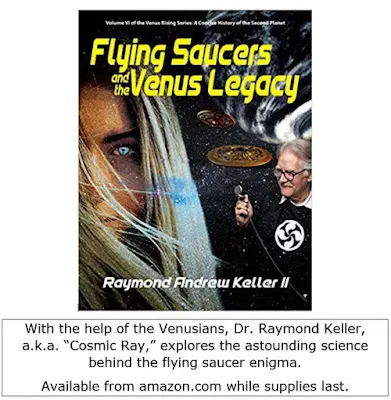 Volume VI of the Venus Rising Series: A Concise History of the Second Planet
Flying Saucers
and the Venus Legacy
Raymond Andrew Keller II
With the help of the Venusians, Dr. Raymond Keller,
a.k.a. “Cosmic Ray,” explores the astounding science
behind the flying saucer enigma.
Available from amazon.com while supplies last.